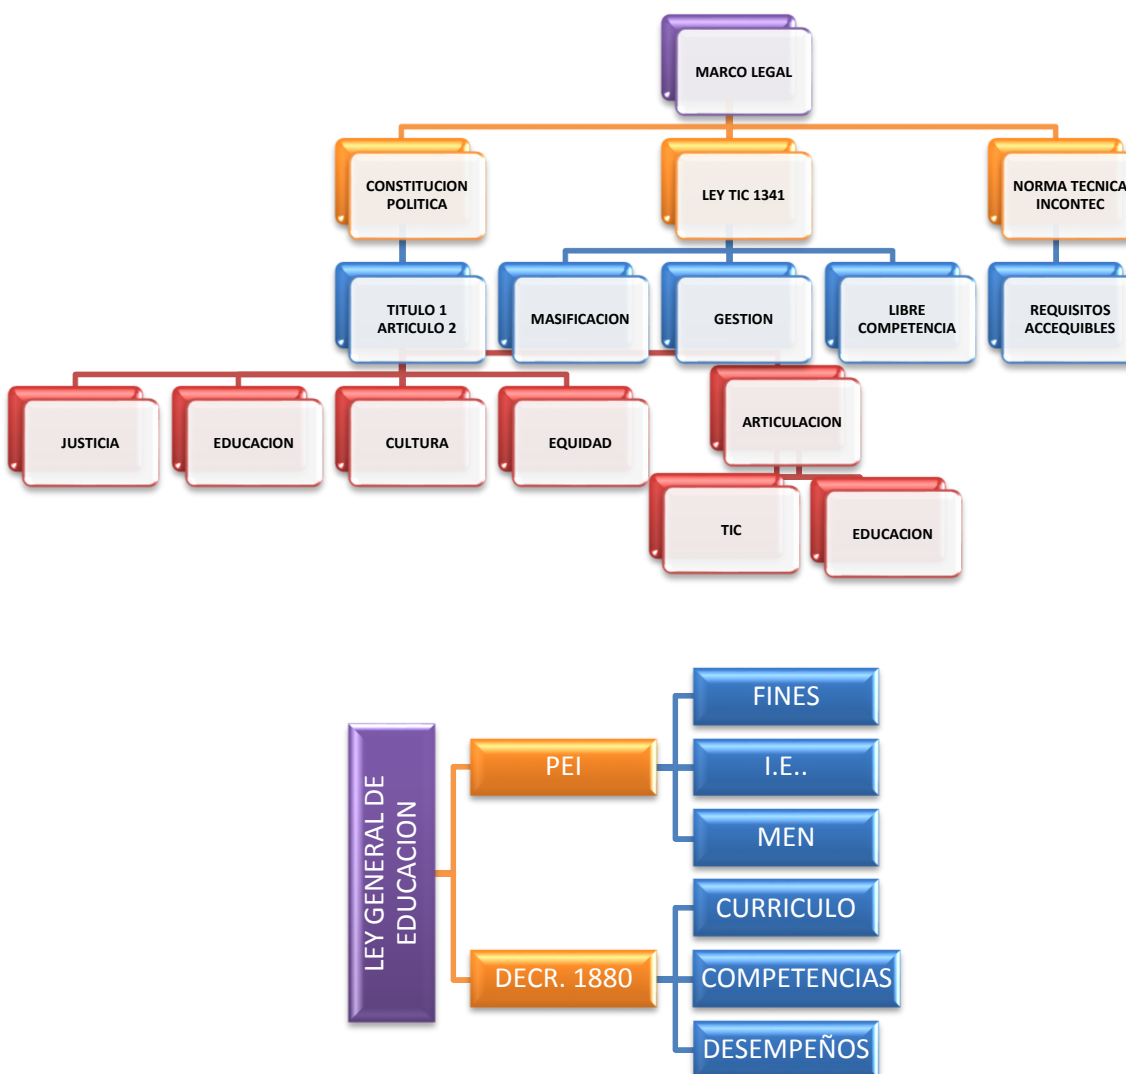 MARCO LEGAL
CONSTITUCION
POLITICA
LEY TIC 1341
NORMA TECNICA
INCONTEC
TITULO 1
ARTICULO 2
MASIFICACION
GESTION
LIBRE
COMPETENCIA
REQUISITOS
ACCEQUIBLES
JUSTICIA
EDUCACION
CULTURA
EQUIDAD
ARTICULACION
TIC
EDUCACION
LEY GENERAL DE
EDUCACION
PEI
FINES
I.E..
MEN
DECR. 1880
CURRICULO
COMPETENCIAS
DESEMPEÑOS